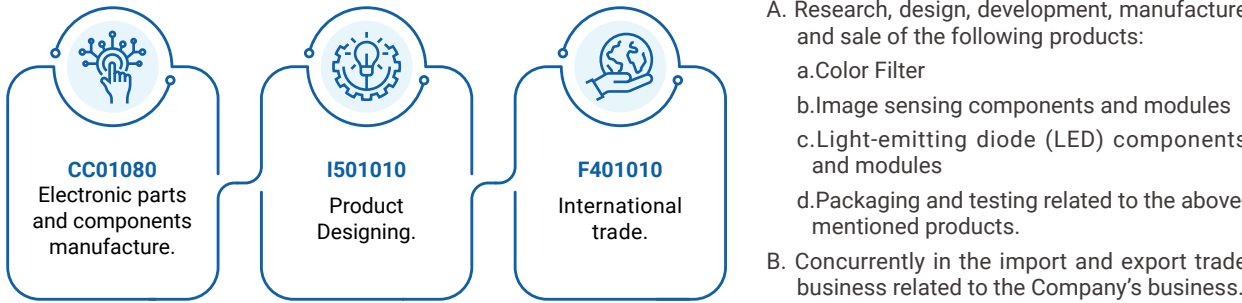 CC01080
Electronic parts
and components
manufacture.
I501010
Product
Designing.
F401010
International
trade.
A. Research, design, development, manufacture
and sale of the following products:
a.Color Filter
b.Image sensing components and modules
c.Light-emitting diode (LED) components
and modules
d.Packaging and testing related to the above
mentioned products.
B. Concurrently in the import and export trade
business related to the Company’s business.